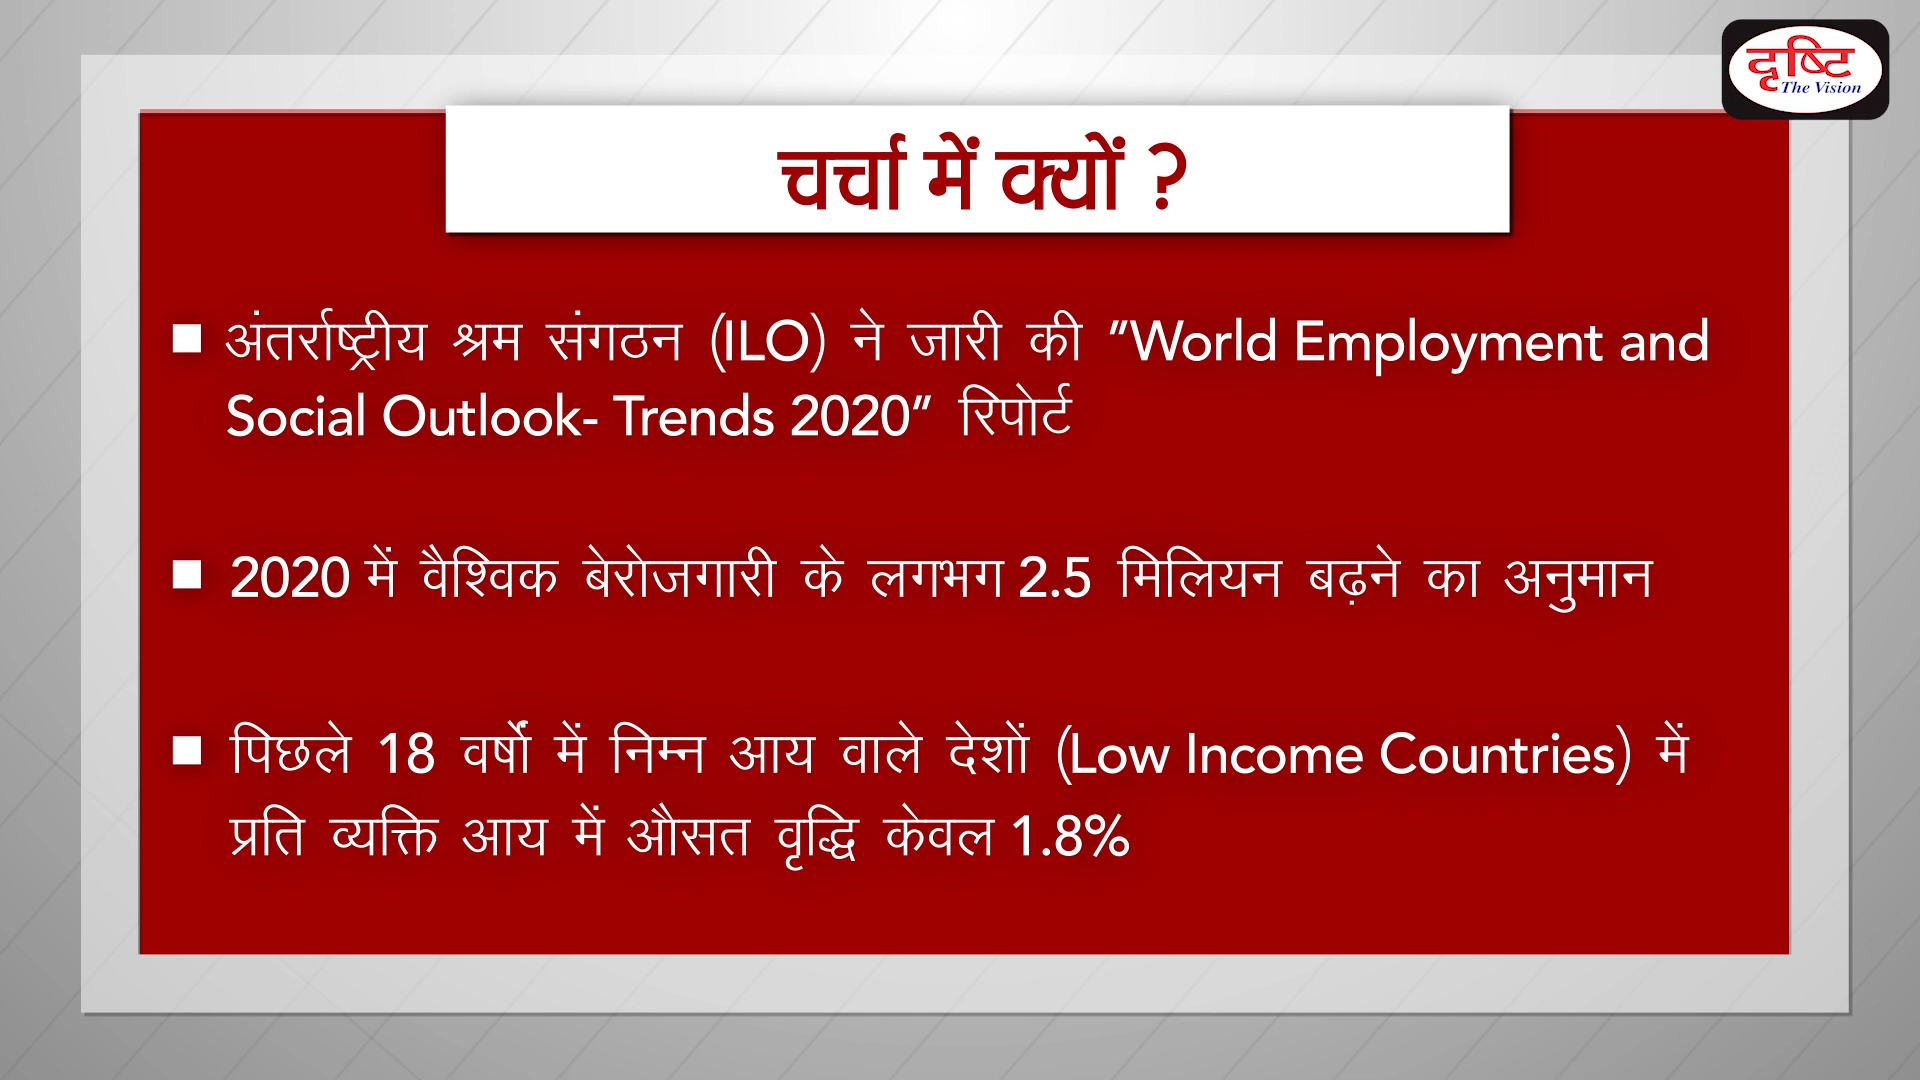 दृष्टि
The Vision
चर्चा में क्यों ?
■ अंतर्राष्ट्रीय श्रम संगठन (ILO) ने जारी की "World Employment and
Social Outlook- Trends 2020" रिपोर्ट
■ 2020 में वैश्विक बेरोजगारी के लगभग 2.5 मिलियन बढ़ने का अनुमान
■ पिछले 18 वर्षों में निम्न आय वाले देशों (Low Income Countries) में
प्रति व्यक्ति आय में औसत वृद्धि केवल 1.8%